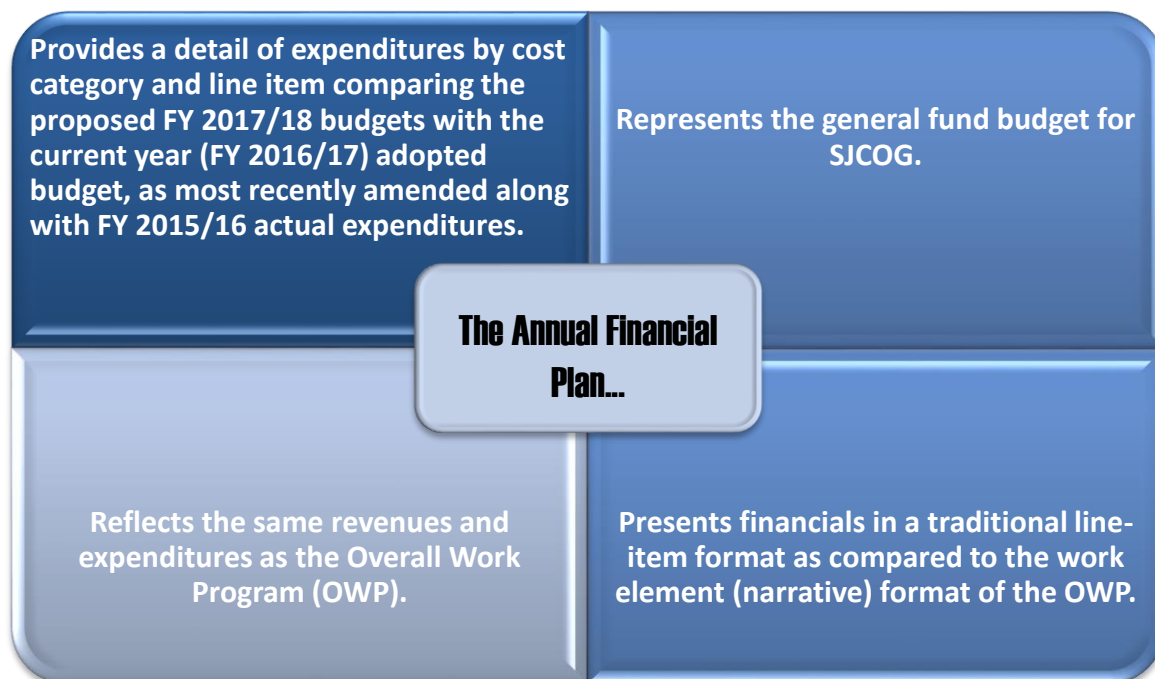 Provides a detail of expenditures by cost
category and line item comparing the
proposed FY 2017/18 budgets with the
current year (FY 2016/17) adopted
budget, as most recently amended along
with FY 2015/16 actual expenditures.
Represents the general fund budget for
SJCOG.
The Annual Financial
Plan...
Reflects the same revenues and
expenditures as the Overall Work
Program (OWP).
Presents financials in a traditional line-
item format as compared to the work
element (narrative) format of the OWP.